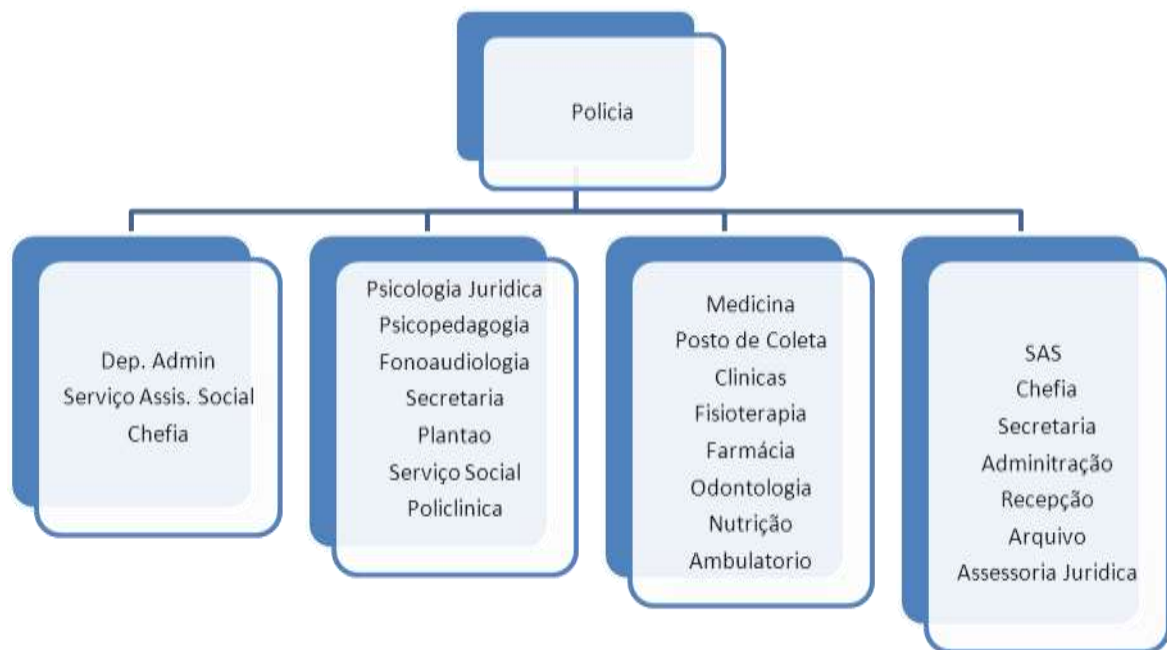 Policia
Dep. Admin
Serviço Assis. Social
Chefia
Psicologia Juridica
Psicopedagogia
Fonoaudiologia
Secretaria
Plantao
Serviço Social
Policlinica
Medicina
Posto de Coleta
Clinicas
Fisioterapia
Farmácia
Odontologia
Nutrição
Ambulatorio
SAS
Chefia
Secretaria
Adminitração
Recepção
Arquivo
Assessoria Juridica